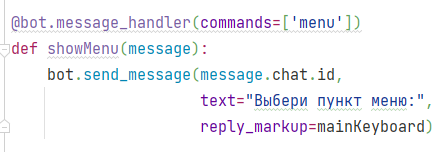 @bot.message_handler(commands=['menu'])
def showMenu(message):
    bot.send_message(message.chat.id,
                     text="Выбери пункт меню:",
                     reply_markup=mainKeyboard)